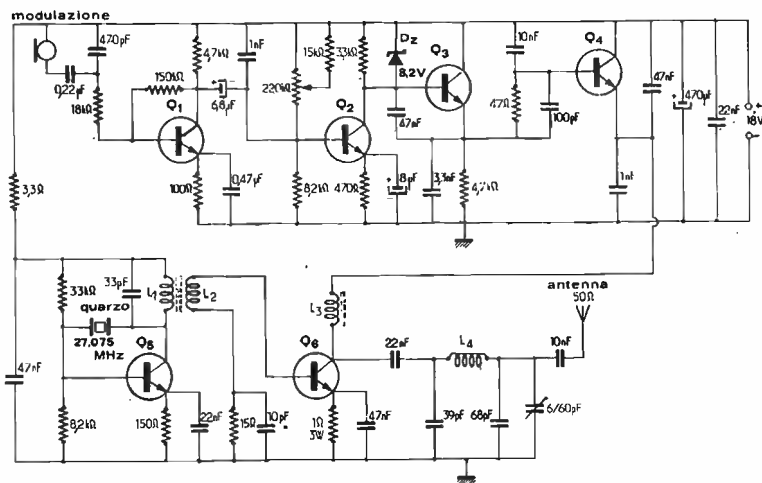 modulazione
470pF
0,22µF
18kΩ
150kΩ
4,7kΩ
6,8µF
1nF
Q1
100Ω
0,47µF
220kΩ
15kΩ
33kΩ
Q2
8,2kΩ
470Ω
8µF
Dz
8,2V
47nF
Q3
3,3nF
4,7kΩ
10nF
47Ω
100pF
Q4
1nF
47nF
470µF
22nF
+
18V
−
3,3Ω
47nF
33kΩ
33pF
quarzo
27,075
MHz
L1
L2
Q5
8,2kΩ
150Ω
22nF
15Ω
10pF
Q6
L3
1Ω
3W
47nF
22nF
39pF
L4
68pF
6/60pF
10nF
antenna
50Ω